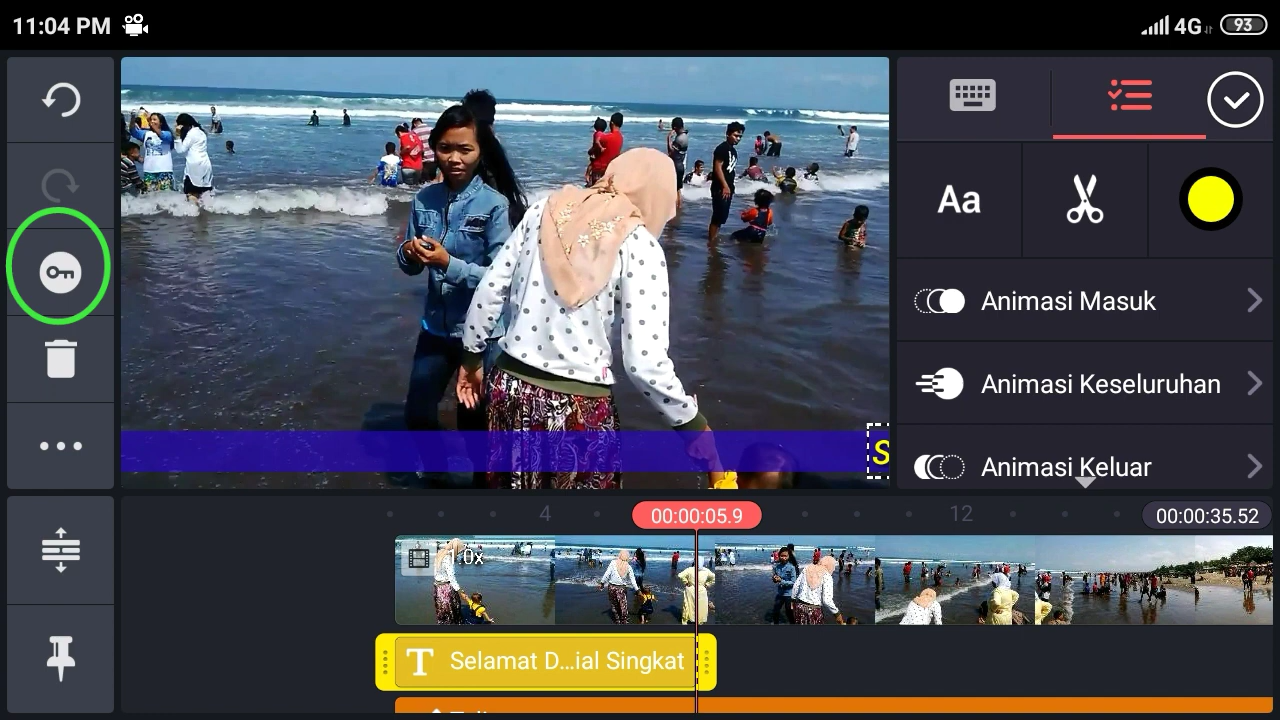 11:04 PM
4G
93
Aa
Animasi Masuk
Animasi Keseluruhan
Animasi Keluar
S
4
00:00:05.9
12
00:00:35.52
1.0x
T Selamat D...ial Singkat